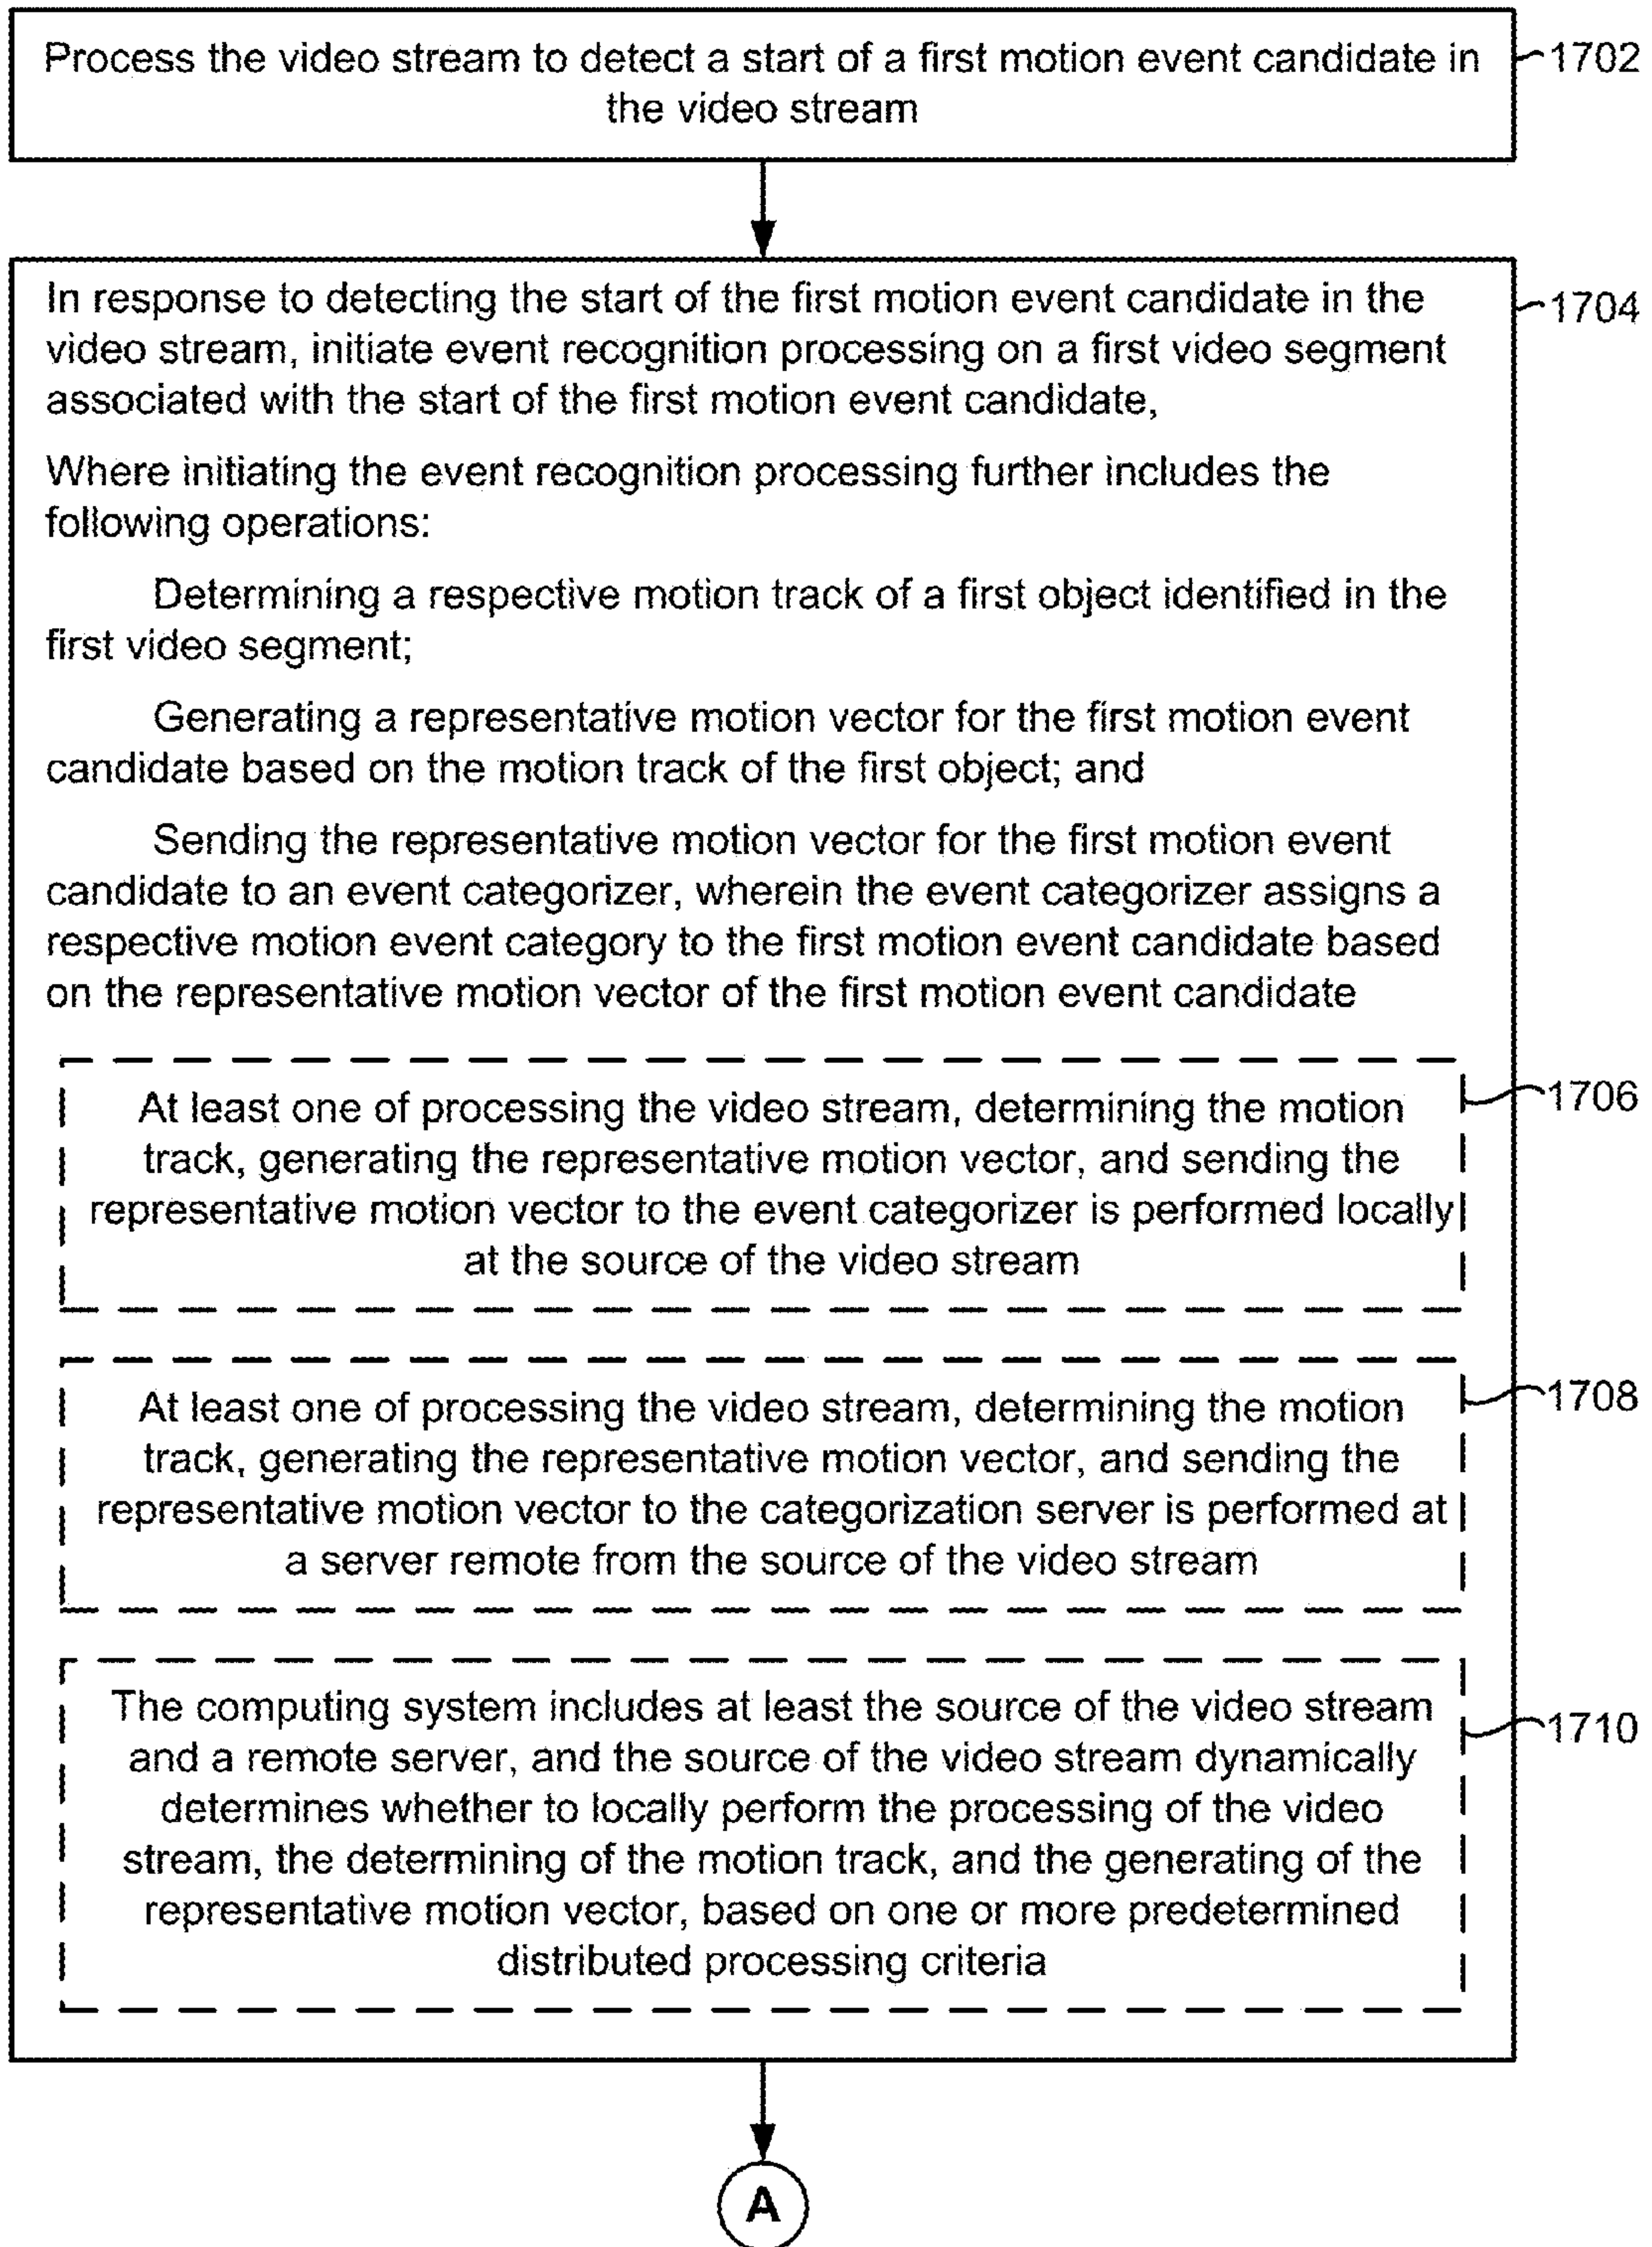 Process the video stream to detect a start of a first motion event candidate in
the video stream
1702
In response to detecting the start of the first motion event candidate in the
video stream, initiate event recognition processing on a first video segment
associated with the start of the first motion event candidate,
1704
Where initiating the event recognition processing further includes the
following operations:
Determining a respective motion track of a first object identified in the
first video segment;
Generating a representative motion vector for the first motion event
candidate based on the motion track of the first object; and
Sending the representative motion vector for the first motion event
candidate to an event categorizer, wherein the event categorizer assigns a
respective motion event category to the first motion event candidate based
on the representative motion vector of the first motion event candidate
At least one of processing the video stream, determining the motion
track, generating the representative motion vector, and sending the
representative motion vector to the event categorizer is performed locally
at the source of the video stream
1706
At least one of processing the video stream, determining the motion
track, generating the representative motion vector, and sending the
representative motion vector to the categorization server is performed at
a server remote from the source of the video stream
1708
The computing system includes at least the source of the video stream
and a remote server, and the source of the video stream dynamically
determines whether to locally perform the processing of the video
stream, the determining of the motion track, and the generating of the
representative motion vector, based on one or more predetermined
distributed processing criteria
1710
A